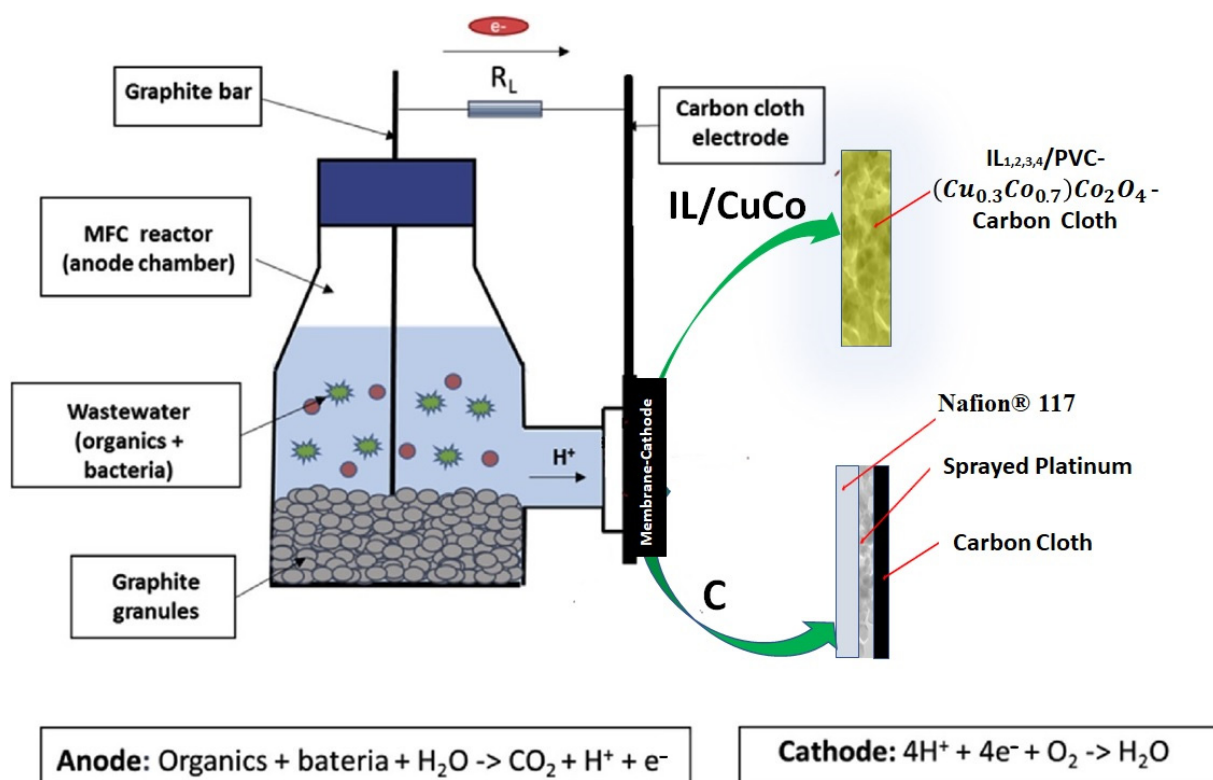 e-
R_L
Graphite bar
Carbon cloth
electrode
IL₁,₂,₃,₄/PVC-
(Cu₀.₃Co₀.₇)Co₂O₄ -
Carbon Cloth
IL/CuCo
MFC reactor
(anode chamber)
Wastewater
(organics +
bacteria)
H⁺
Membrane-Cathode
Nafion® 117
Sprayed Platinum
Carbon Cloth
Graphite
granules
C
Anode: Organics + bateria + H₂O -> CO₂ + H⁺ + e⁻
Cathode: 4H⁺ + 4e⁻ + O₂ -> H₂O